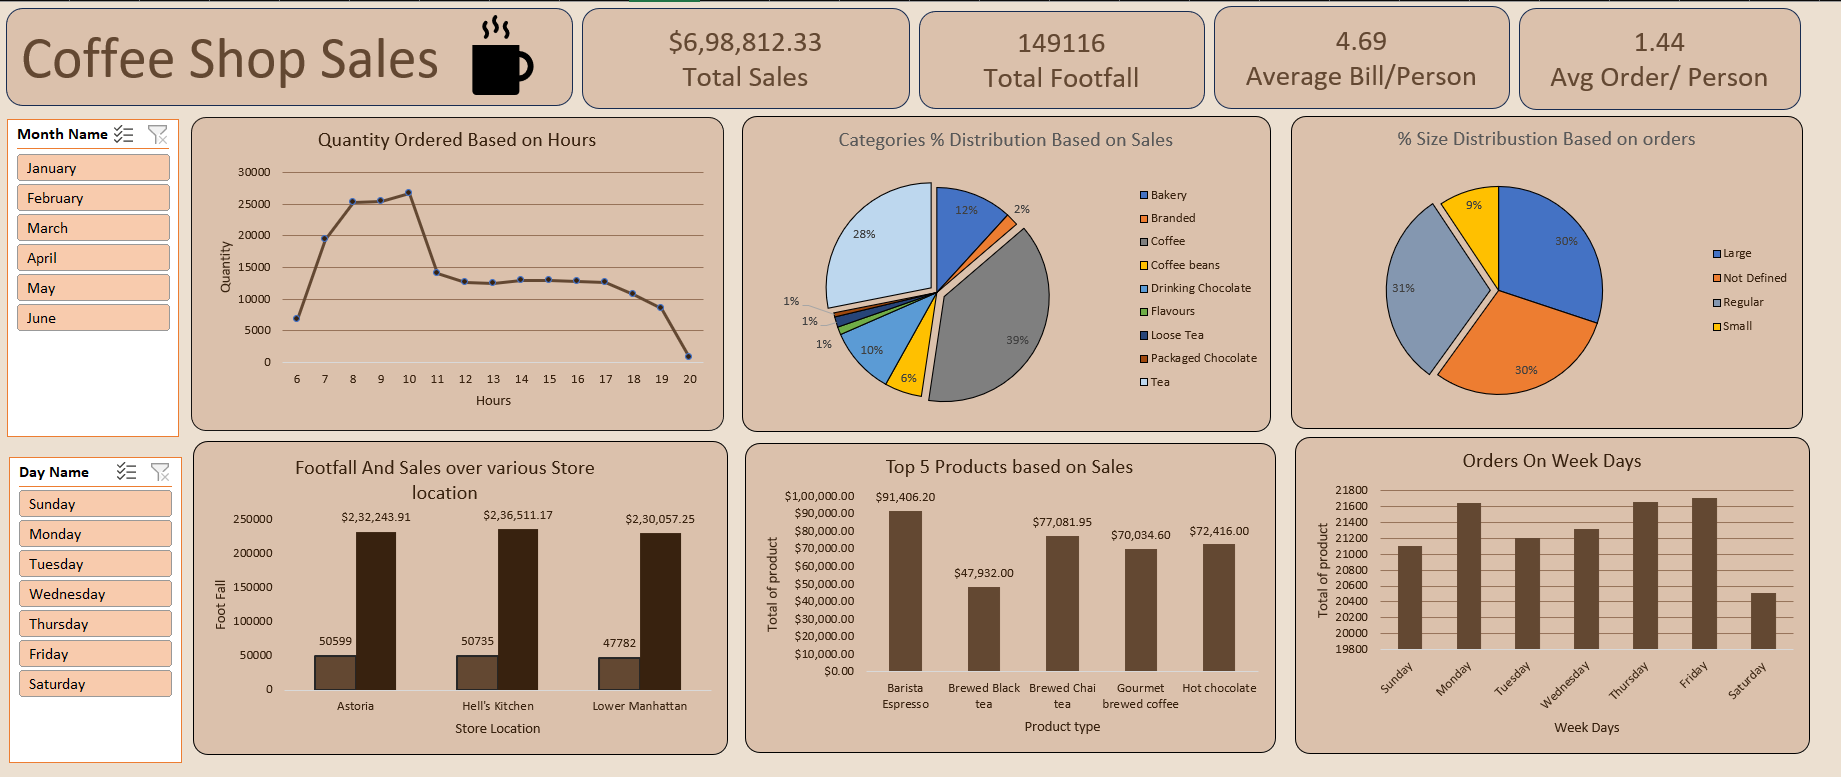 Coffee Shop Sales
$6,98,812.33
Total Sales
149116
Total Footfall
4.69
Average Bill/Person
1.44
Avg Order/ Person
Month Name
January
February
March
April
May
June
Quantity Ordered Based on Hours
30000
25000
20000
15000
10000
5000
0
Quantity
6 7 8 9 10 11 12 13 14 15 16 17 18 19 20
Hours
Categories % Distribution Based on Sales
12%
2%
28%
39%
1%
1%
1%
10%
6%
Bakery
Branded
Coffee
Coffee beans
Drinking Chocolate
Flavours
Loose Tea
Packaged Chocolate
Tea
% Size Distribustion Based on orders
9%
30%
31%
30%
Large
Not Defined
Regular
Small
Day Name
Sunday
Monday
Tuesday
Wednesday
Thursday
Friday
Saturday
Footfall And Sales over various Store
location
250000
200000
150000
100000
50000
0
Foot Fall
$2,32,243.91
$2,36,511.17
$2,30,057.25
50599
50735
47782
Astoria
Hell's Kitchen
Lower Manhattan
Store Location
Top 5 Products based on Sales
$1,00,000.00
$90,000.00
$80,000.00
$70,000.00
$60,000.00
$50,000.00
$40,000.00
$30,000.00
$20,000.00
$10,000.00
$0.00
Total of product
$91,406.20
$47,932.00
$77,081.95
$70,034.60
$72,416.00
Barista
Espresso
Brewed Black
tea
Brewed Chai
tea
Gourmet
brewed coffee
Hot chocolate
Product type
Orders On Week Days
21800
21600
21400
21200
21000
20800
20600
20400
20200
20000
19800
Total of product
Sunday
Monday
Tuesday
Wednesday
Thursday
Friday
Saturday
Week Days